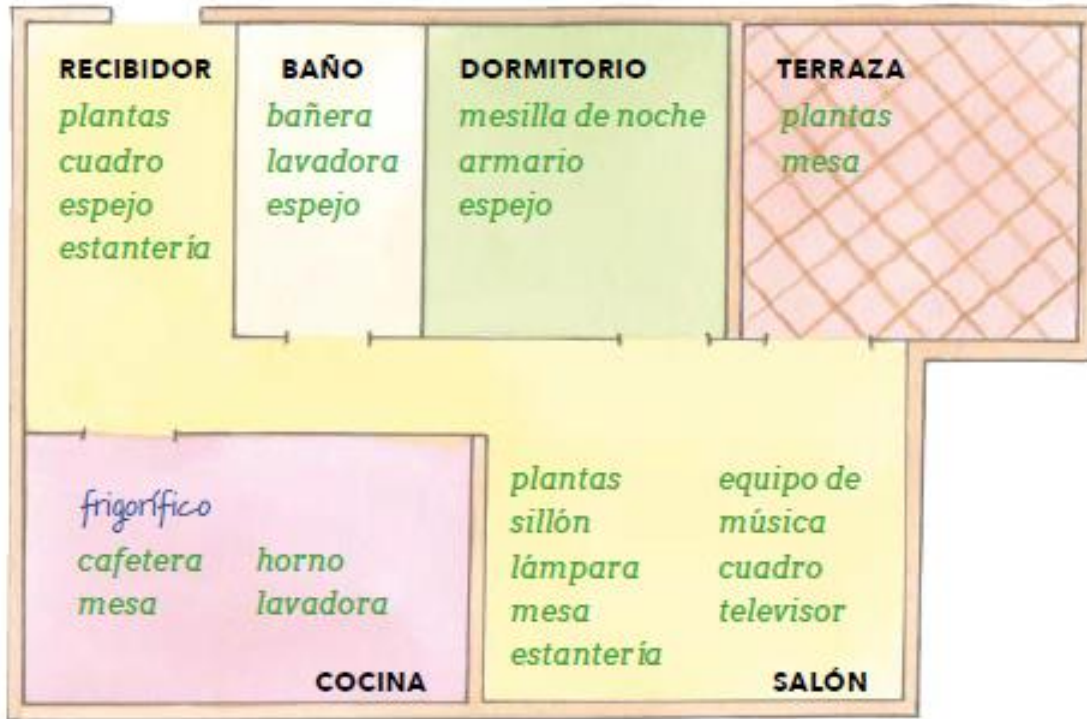 RECIBIDOR
plantas
cuadro
espejo
estantería
BAÑO
bañera
lavadora
espejo
DORMITORIO
mesilla de noche
armario
espejo
TERRAZA
plantas
mesa
frigorífico
cafetera
mesa
horno
lavadora
COCINA
plantas
sillón
lámpara
mesa
estantería
equipo de
música
cuadro
televisor
SALÓN